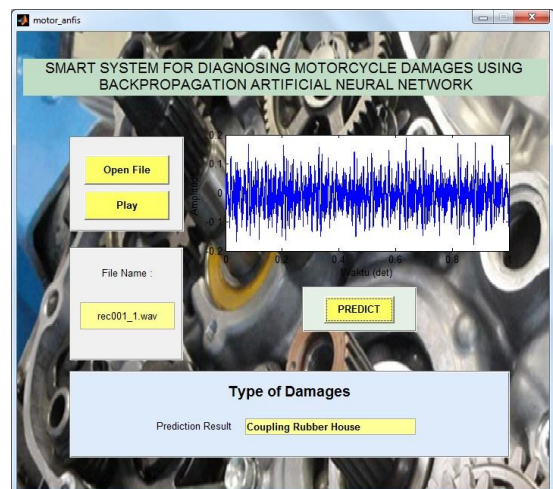 motor_anfis
SMART SYSTEM FOR DIAGNOSING MOTORCYCLE DAMAGES USING
BACKPROPAGATION ARTIFICIAL NEURAL NETWORK
Open File
Play
File Name :
rec001_1.wav
0.2
0.1
0
-0.1
-0.2
0
0.2
0.4
0.6
0.8
1
Waktu (det)
PREDICT
Type of Damages
Prediction Result
Coupling Rubber House